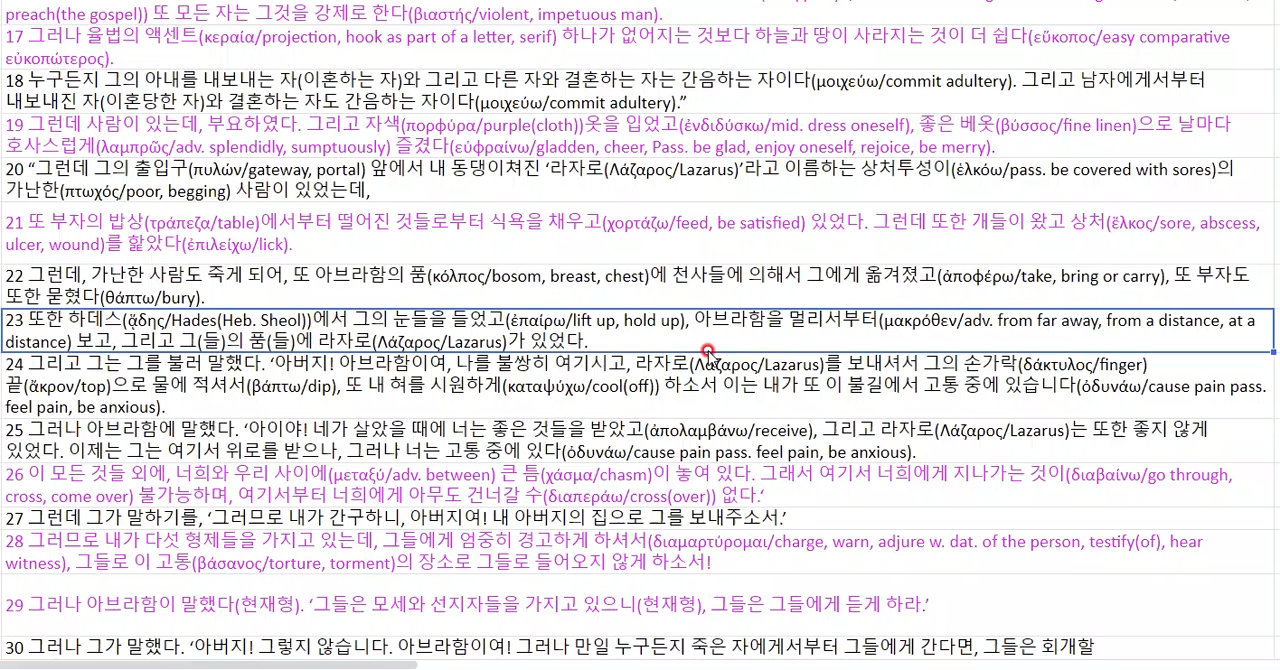 preach(the gospel)) 또 모든 자는 그것을 강제로 한다(βιαστής/violent, impetuous man).
17 그러나 율법의 액센트(κεραία/projection, hook as part of a letter, serif) 하나가 없어지는 것보다 하늘과 땅이 사라지는 것이 더 쉽다(εὔκοπος/easy comparative
εὐκοπώτερος).
18 누구든지 그의 아내를 내보내는 자(이혼하는 자)와 그리고 다른 자와 결혼하는 자는 간음하는 자이다(μοιχεύω/commit adultery). 그리고 남자에게서부터
내보내진 자(이혼당한 자)와 결혼하는 자도 간음하는 자이다(μοιχεύω/commit adultery).”
19 그런데 사람이 있는데, 부요하였다. 그리고 자색(πορφύρα/purple(cloth))옷을 입었고(ἐνδιδύσκω/mid. dress oneself), 좋은 베옷(βύσσος/fine linen)으로 날마다
호사스럽게(λαμπρῶς/adv. splendidly, sumptuously) 즐겼다(εὐφραίνω/gladden, cheer, Pass. be glad, enjoy oneself, rejoice, be merry).
20 “그런데 그의 출입구(πυλών/gateway, portal) 앞에서 내 동댕이쳐진 ‘라자로(Λάζαρος/Lazarus)’라고 이름하는 상처투성이(ἑλκόω/pass. be covered with sores)의
가난한(πτωχός/poor, begging) 사람이 있었는데,
21 또 부자의 밥상(τράπεζα/table)에서부터 떨어진 것들로부터 식욕을 채우고(χορτάζω/feed, be satisfied) 있었다. 그런데 또한 개들이 왔고 상처(ἕλκος/sore, abscess,
ulcer, wound)를 핥았다(ἐπιλείχω/lick).
22 그런데, 가난한 사람도 죽게 되어, 또 아브라함의 품(κόλπος/bosom, breast, chest)에 천사들에 의해서 그에게 옮겨졌고(ἀποφέρω/take, bring or carry), 또 부자도
또한 묻혔다(θάπτω/bury).
23 또한 하데스(ᾅδης/Hades(Heb. Sheol))에서 그의 눈들을 들었고(ἐπαίρω/lift up, hold up), 아브라함을 멀리서부터(μακρόθεν/adv. from far away, from a distance, at a
distance) 보고, 그리고 그(들)의 품(들)에 라자로(Λάζαρος/Lazarus)가 있었다.
24 그리고 그는 그를 불러 말했다. ‘아버지! 아브라함이여, 나를 불쌍히 여기시고, 라자로(Λάζαρος/Lazarus)를 보내셔서 그의 손가락(δάκτυλος/finger)
끝(ἄκρον/top)으로 물에 적셔서(βάπτω/dip), 또 내 혀를 시원하게(καταψύχω/cool(off)) 하소서 이는 내가 또 이 불길에서 고통 중에 있습니다(ὀδυνάω/cause pain pass.
feel pain, be anxious).
25 그러나 아브라함에 말했다. ‘아이야! 네가 살았을 때에 너는 좋은 것들을 받았고(ἀπολαμβάνω/receive), 그리고 라자로(Λάζαρος/Lazarus)는 또한 좋지 않게
있었다. 이제는 그는 여기서 위로를 받으나, 그러나 너는 고통 중에 있다(ὀδυνάω/cause pain pass. feel pain, be anxious).
26 이 모든 것들 외에, 너희와 우리 사이에(μεταξύ/adv. between) 큰 틈(χάσμα/chasm)이 놓여 있다. 그래서 여기서 너희에게 지나가는 것이(διαβαίνω/go through,
cross, come over) 불가능하며, 여기서부터 너희에게 아무도 건너갈 수(διαπεράω/cross(over)) 없다.‘
27 그런데 그가 말하기를, ‘그러므로 내가 간구하니, 아버지여! 내 아버지의 집으로 그를 보내주소서.’
28 그러므로 내가 다섯 형제들을 가지고 있는데, 그들에게 엄중히 경고하게 하셔서(διαμαρτύρομαι/charge, warn, adjure w. dat. of the person, testify(of), hear
witness), 그들로 이 고통(βάσανος/torture, torment)의 장소로 그들로 들어오지 않게 하소서!
29 그러나 아브라함이 말했다(현재형). ‘그들은 모세와 선지자들을 가지고 있으니(현재형), 그들은 그들에게 듣게 하라.’
30 그러나 그가 말했다. ‘아버지! 그렇지 않습니다. 아브라함이여! 그러나 만일 누구든지 죽은 자에게서부터 그들에게 간다면, 그들은 회개할